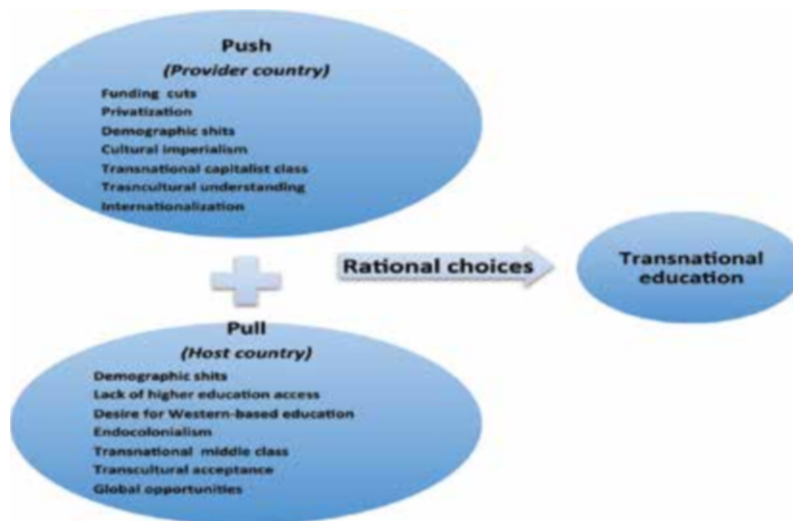 Push
(Provider country)
Funding cuts
Privatization
Demographic shits
Cultural imperialism
Transnational capitalist class
Trasncultural understanding
Internationalization
Rational choices
Transnational
education
Pull
(Host country)
Demographic shits
Lack of higher education access
Desire for Western-based education
Endocolonialism
Transnational middle class
Transcultural acceptance
Global opportunities